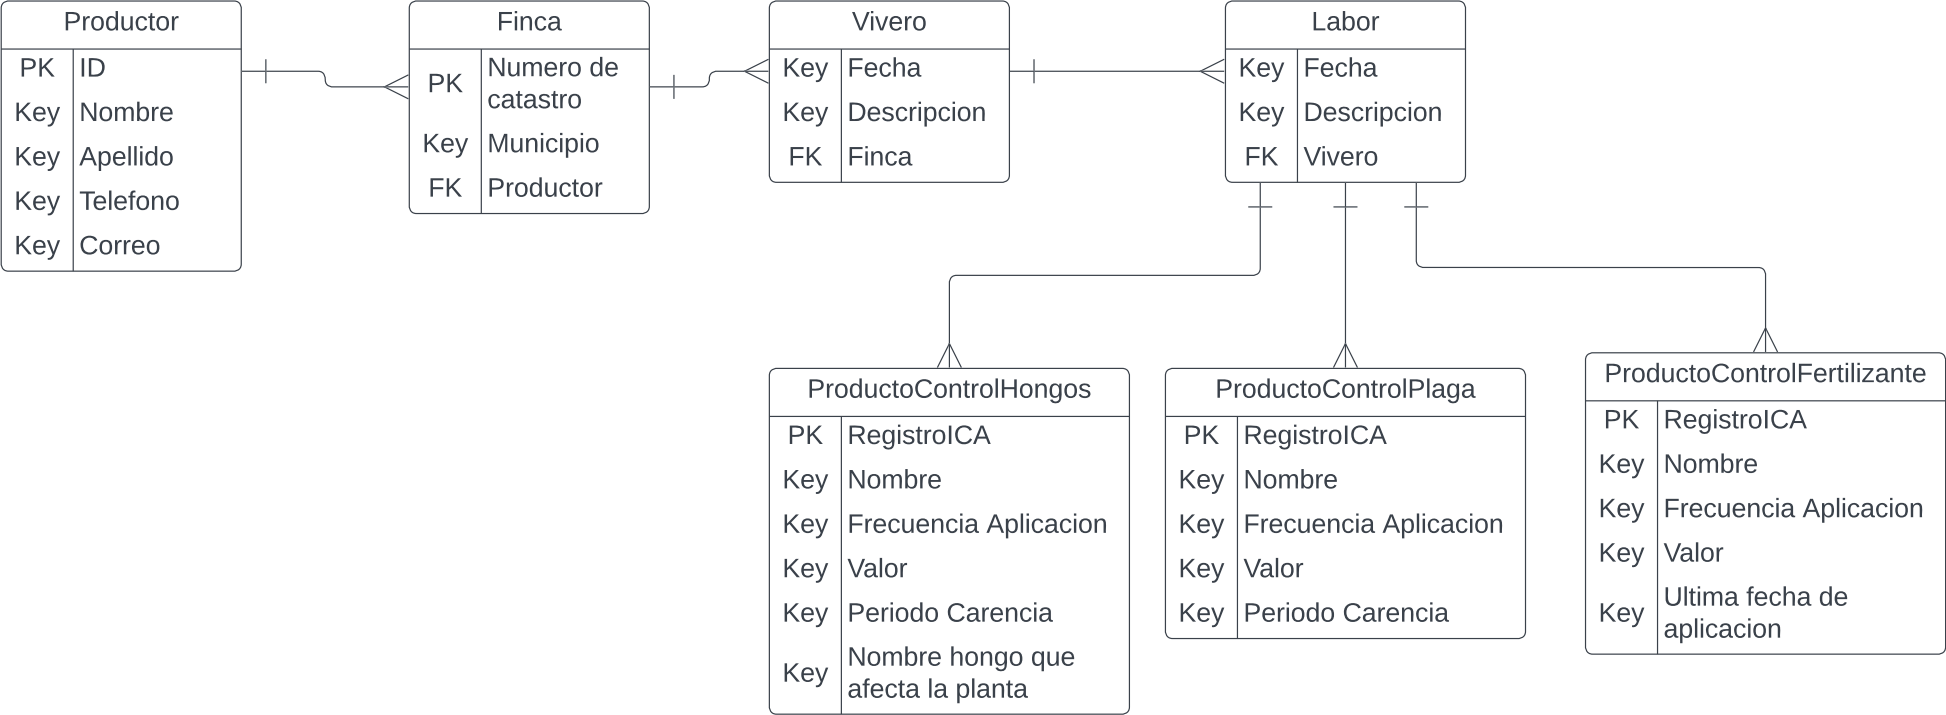 Productor
PK ID
Key Nombre
Key Apellido
Key Telefono
Key Correo
Finca
PK Numero de
catastro
Key Municipio
FK Productor
Vivero
Key Fecha
Key Descripcion
FK Finca
Labor
Key Fecha
Key Descripcion
FK Vivero
ProductoControlHongos
PK RegistroICA
Key Nombre
Key Frecuencia Aplicacion
Key Valor
Key Periodo Carencia
Key Nombre hongo que
afecta la planta
ProductoControlPlaga
PK RegistroICA
Key Nombre
Key Frecuencia Aplicacion
Key Valor
Key Periodo Carencia
ProductoControlFertilizante
PK RegistroICA
Key Nombre
Key Frecuencia Aplicacion
Key Valor
Key Ultima fecha de
aplicacion